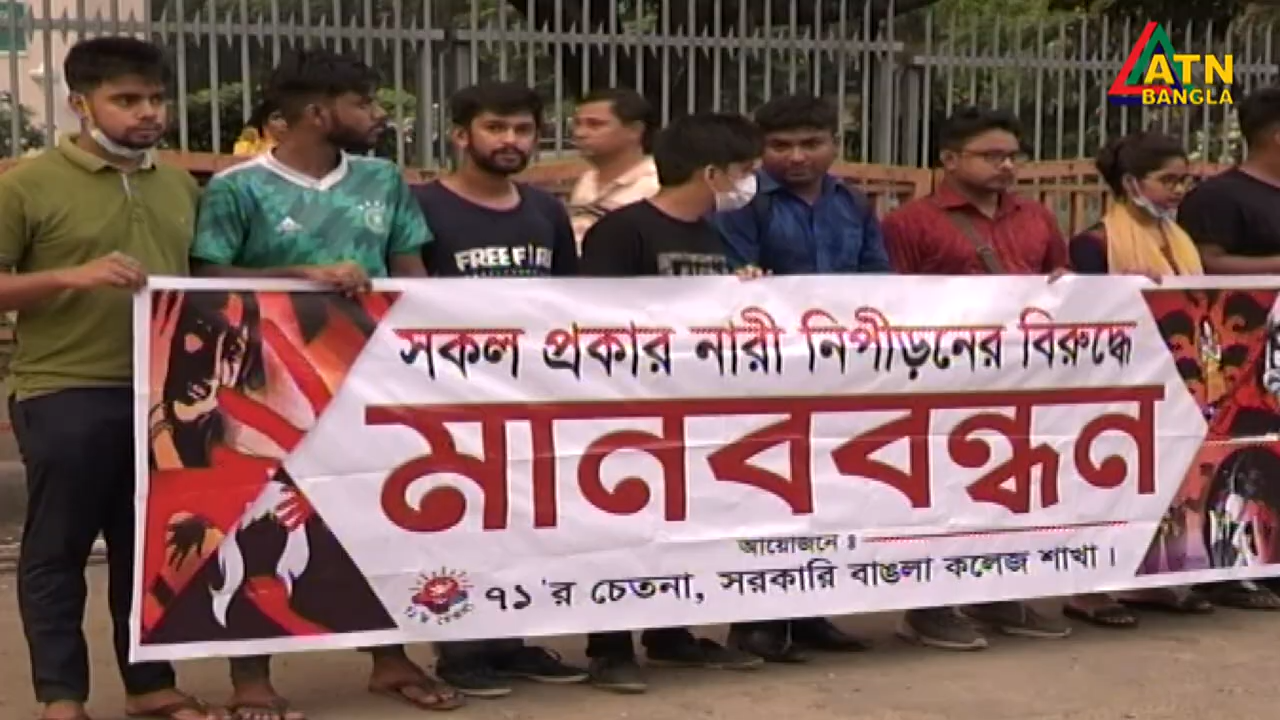 ATN
BANGLA
FREE FIRE
সকল প্রকার নারী নিপীড়নের বিরুদ্ধে
মানববন্ধন
আয়োজনে ঃ
৭১'র চেতনা, সরকারি বাঙলা কলেজ শাখা।